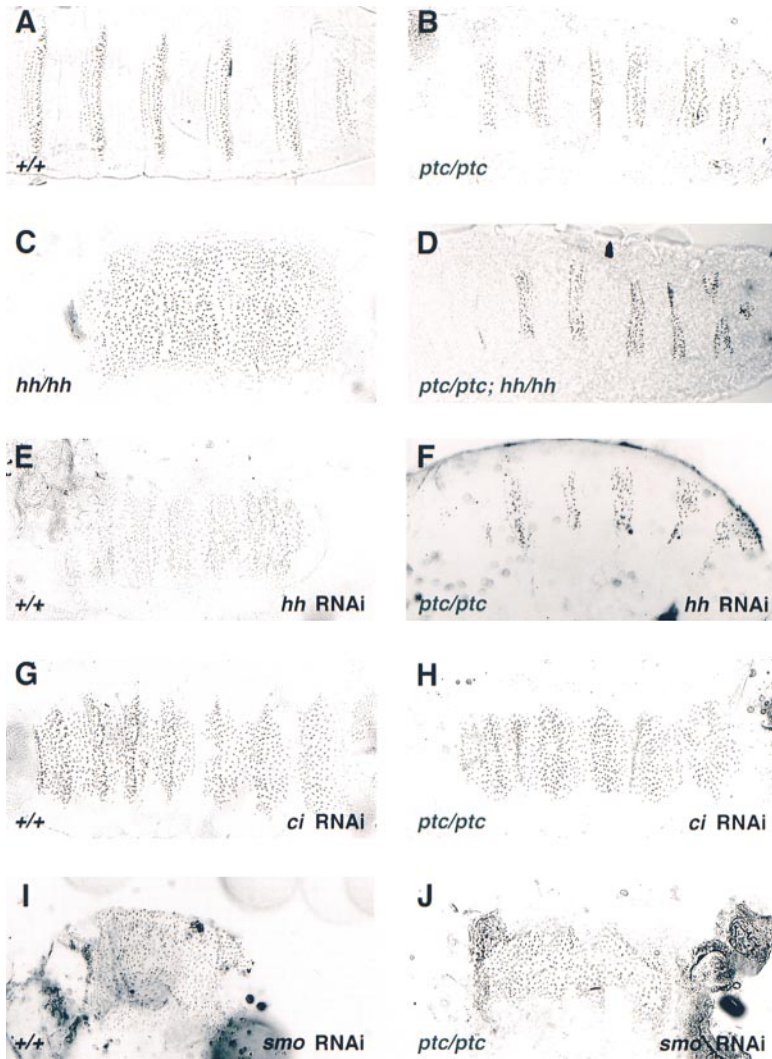 A
+/+
B
ptc/ptc
C
hh/hh
D
ptc/ptc; hh/hh
E
+/+ hh RNAi
F
ptc/ptc hh RNAi
G
+/+ ci RNAi
H
ptc/ptc ci RNAi
I
+/+ smo RNAi
J
ptc/ptc smo RNAi